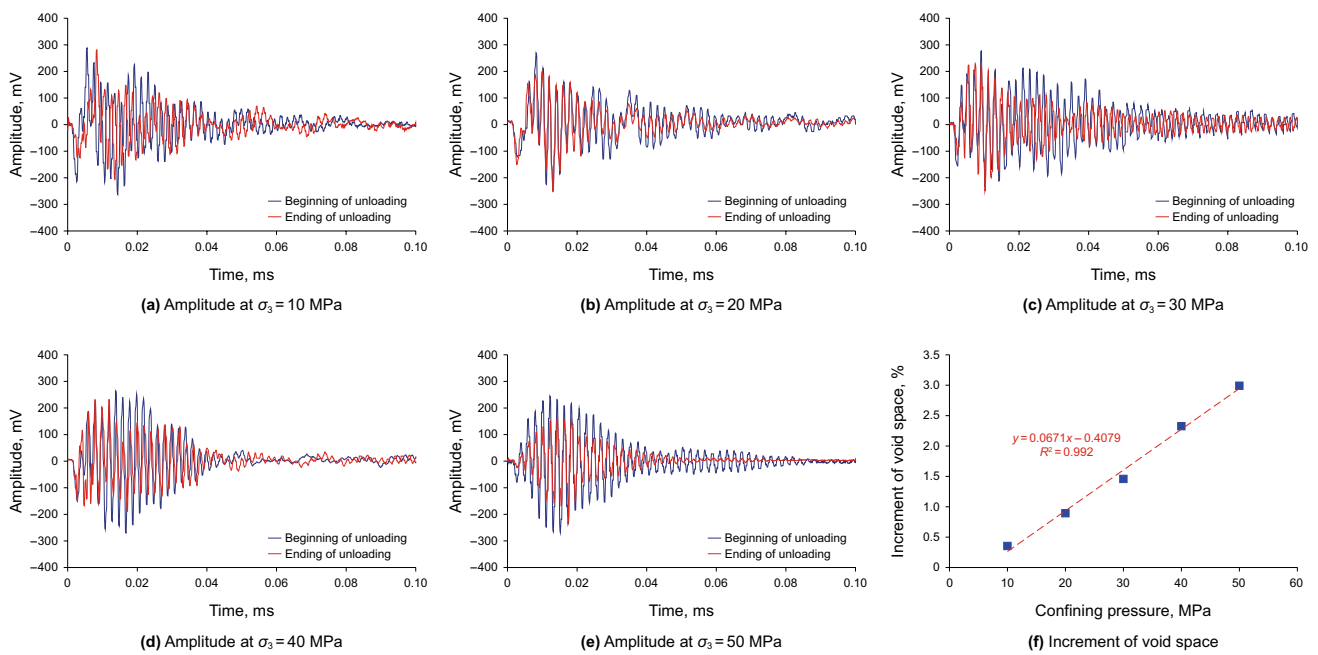 400
300
200
100
0
–100
–200
–300
–400
Amplitude, mV
Beginning of unloading
Ending of unloading
0 0.02 0.04 0.06 0.08 0.10
Time, ms
(a) Amplitude at σ₃ = 10 MPa
400
300
200
100
0
–100
–200
–300
–400
Amplitude, mV
Beginning of unloading
Ending of unloading
0 0.02 0.04 0.06 0.08 0.10
Time, ms
(b) Amplitude at σ₃ = 20 MPa
400
300
200
100
0
–100
–200
–300
–400
Amplitude, mV
Beginning of unloading
Ending of unloading
0 0.02 0.04 0.06 0.08 0.10
Time, ms
(c) Amplitude at σ₃ = 30 MPa
400
300
200
100
0
–100
–200
–300
–400
Amplitude, mV
Beginning of unloading
Ending of unloading
0 0.02 0.04 0.06 0.08 0.10
Time, ms
(d) Amplitude at σ₃ = 40 MPa
400
300
200
100
0
–100
–200
–300
–400
Amplitude, mV
Beginning of unloading
Ending of unloading
0 0.02 0.04 0.06 0.08 0.10
Time, ms
(e) Amplitude at σ₃ = 50 MPa
3.5
3.0
2.5
2.0
1.5
1.0
0.5
0
Increment of void space, %
y = 0.0671x – 0.4079
R² = 0.992
0 10 20 30 40 50 60
Confining pressure, MPa
(f) Increment of void space